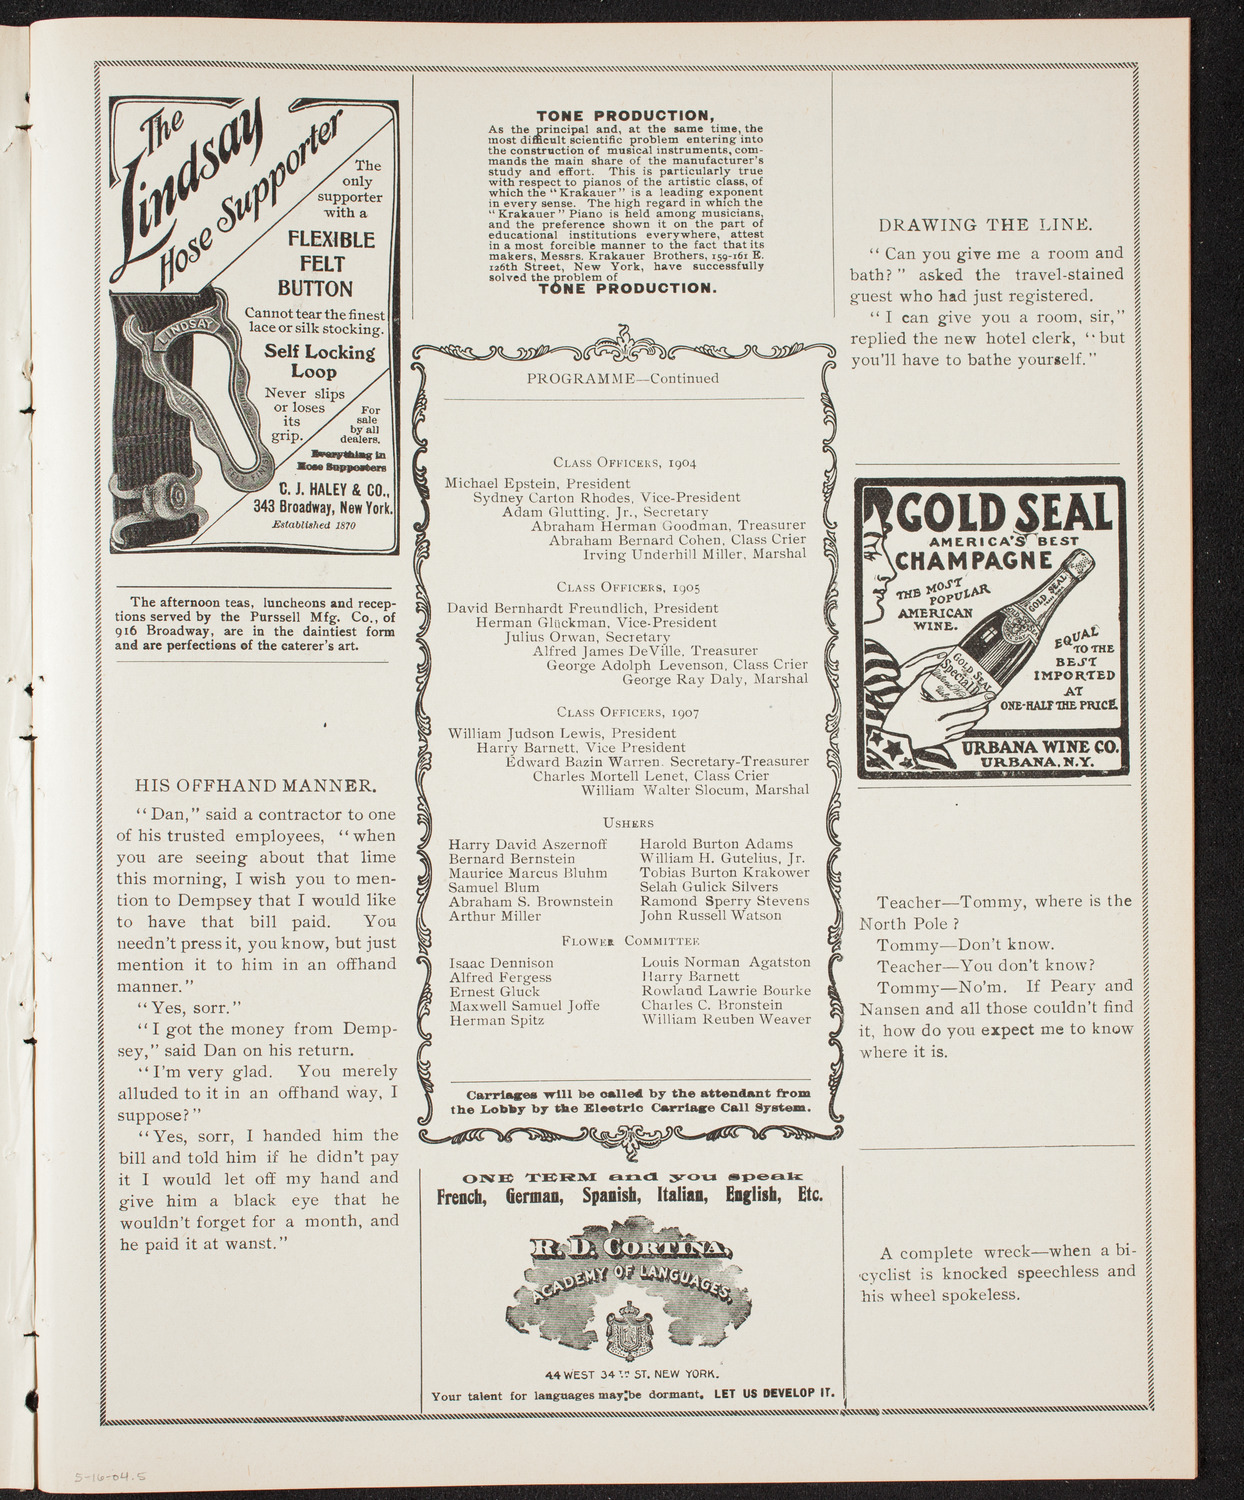 The
Lindsay
Hose Supporter
The
only
supporter
with a
FLEXIBLE
FELT
BUTTON
Cannot tear the finest
lace or silk stocking.
Self Locking
Loop
Never slips
or loses
its
grip.
For
sale
by all
dealers.
Everything in
Hose Supporters
C. J. HALEY & CO.,
343 Broadway, New York.
Established 1870
LINDSAY
The afternoon teas, luncheons and recep-
tions served by the Purssell Mfg. Co., of
916 Broadway, are in the daintiest form
and are perfections of the caterer's art.
HIS OFFHAND MANNER.
"Dan," said a contractor to one
of his trusted employees, "when
you are seeing about that lime
this morning, I wish you to men-
tion to Dempsey that I would like
to have that bill paid. You
needn't press it, you know, but just
mention it to him in an offhand
manner."
"Yes, sorr."
"I got the money from Demp-
sey," said Dan on his return.
"I'm very glad. You merely
alluded to it in an offhand way, I
suppose?"
"Yes, sorr, I handed him the
bill and told him if he didn't pay
it I would let off my hand and
give him a black eye that he
wouldn't forget for a month, and
he paid it at wanst."
TONE PRODUCTION,
As the principal and, at the same time, the
most difficult scientific problem entering into
the construction of musical instruments, com-
mands the main share of the manufacturer's
study and effort. This is particularly true
with respect to pianos of the artistic class, of
which the "Krakauer" is a leading exponent
in every sense. The high regard in which the
"Krakauer" Piano is held among musicians,
and the preference shown it on the part of
educational institutions everywhere, attest
in a most forcible manner to the fact that its
makers, Messrs. Krakauer Brothers, 159-161 E.
126th Street, New York, have successfully
solved the problem of
TONE PRODUCTION.
PROGRAMME—Continued
CLASS OFFICERS, 1904
Michael Epstein, President
Sydney Carton Rhodes, Vice-President
Adam Glutting, Jr., Secretary
Abraham Herman Goodman, Treasurer
Abraham Bernard Cohen, Class Crier
Irving Underhill Miller, Marshal
CLASS OFFICERS, 1905
David Bernhardt Freundlich, President
Herman Glückman, Vice-President
Julius Orwan, Secretary
Alfred James DeVille, Treasurer
George Adolph Levenson, Class Crier
George Ray Daly, Marshal
CLASS OFFICERS, 1907
William Judson Lewis, President
Harry Barnett, Vice President
Edward Bazin Warren, Secretary-Treasurer
Charles Mortell Lenet, Class Crier
William Walter Slocum, Marshal
USHERS
Harry David Aszernoff
Bernard Bernstein
Maurice Marcus Bluhm
Samuel Blum
Abraham S. Brownstein
Arthur Miller
Harold Burton Adams
William H. Gutelius, Jr.
Tobias Burton Krakower
Selah Gulick Silvers
Ramond Sperry Stevens
John Russell Watson
FLOWER COMMITTEE
Isaac Dennison
Alfred Fergess
Ernest Gluck
Maxwell Samuel Joffe
Herman Spitz
Louis Norman Agatston
Harry Barnett
Rowland Lawrie Bourke
Charles C. Bronstein
William Reuben Weaver
Carriages will be called by the attendant from
the Lobby by the Electric Carriage Call System.
ONE TERM and you speak
French, German, Spanish, Italian, English, Etc.
R. D. CORTINA,
ACADEMY OF LANGUAGES,
44 WEST 34TH ST. NEW YORK.
Your talent for languages may be dormant. LET US DEVELOP IT.
DRAWING THE LINE.
"Can you give me a room and
bath?" asked the travel-stained
guest who had just registered.
"I can give you a room, sir,"
replied the new hotel clerk, "but
you'll have to bathe yourself."
GOLD SEAL
AMERICA'S BEST
CHAMPAGNE
THE MOST
POPULAR
AMERICAN
WINE.
EQUAL
TO THE
BEST
IMPORTED
AT
ONE-HALF THE PRICE
GOLD SEAL
GOLD SEAL
Special Dry
URBANA WINE CO.
URBANA, N.Y.
Teacher—Tommy, where is the
North Pole?
Tommy—Don't know.
Teacher—You don't know?
Tommy—No'm. If Peary and
Nansen and all those couldn't find
it, how do you expect me to know
where it is.
A complete wreck—when a bi-
cyclist is knocked speechless and
his wheel spokeless.
5-16-04.5